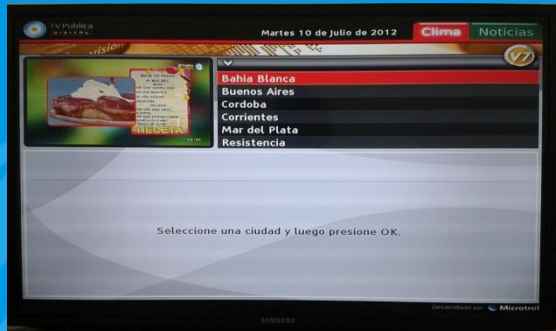 TV Pública
DIGITAL
Martes 10 de Julio de 2012
Clima
Noticias
Bahia Blanca
Buenos Aires
Cordoba
Corrientes
Mar del Plata
Resistencia
RECETA
Seleccione una ciudad y luego presione OK.
Desarrollado por Microtrol
SAMSUNG